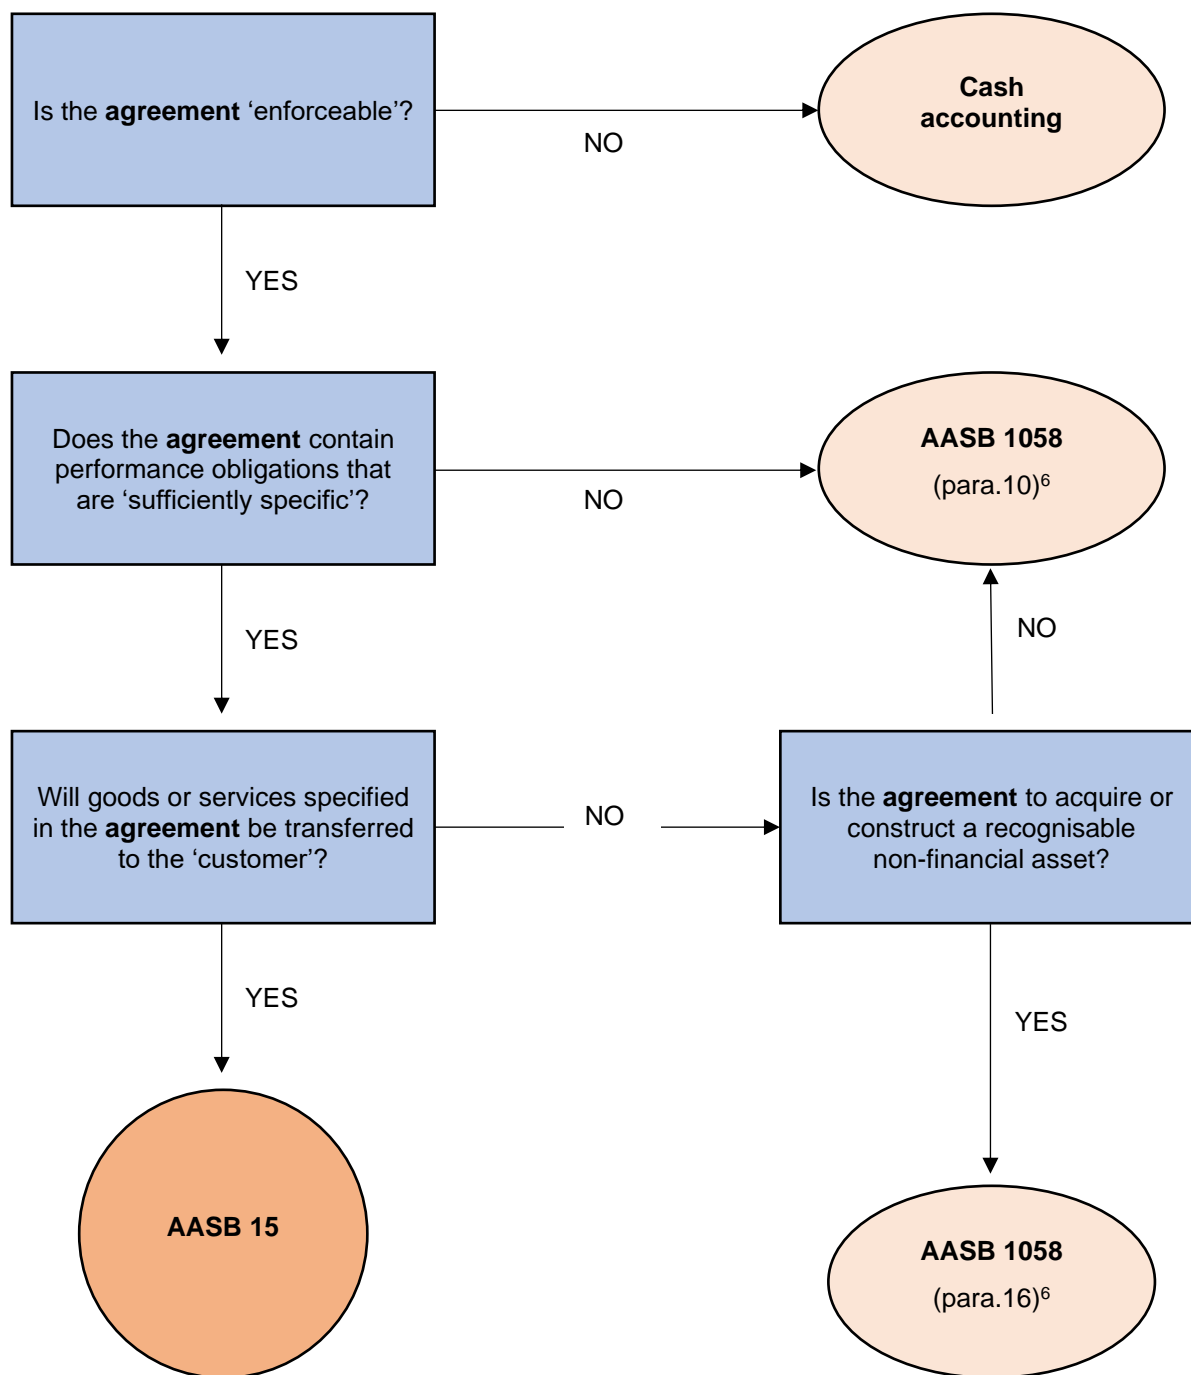 Is the agreement ‘enforceable’?
NO
Cash
accounting
YES
Does the agreement contain
performance obligations that
are ‘sufficiently specific’?
NO
AASB 1058
(para.10)⁶
YES
NO
Will goods or services specified
in the agreement be transferred
to the ‘customer’?
NO
Is the agreement to acquire or
construct a recognisable
non-financial asset?
YES
YES
AASB 15
AASB 1058
(para.16)⁶